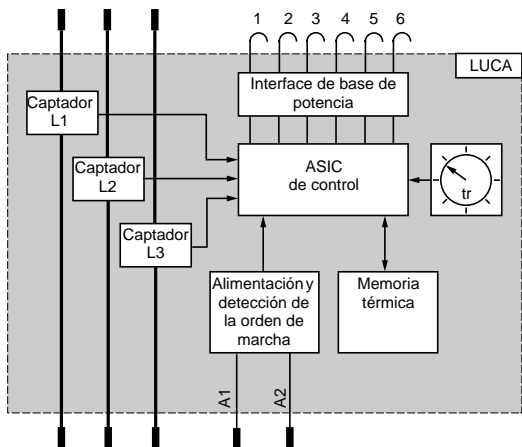 1 2 3 4 5 6
LUCA
Interface de base de
potencia
Captador
L1
ASIC
de control
Captador
L2
tr
Captador
L3
Alimentación y
detección de
la orden de
marcha
Memoria
térmica
A1
A2